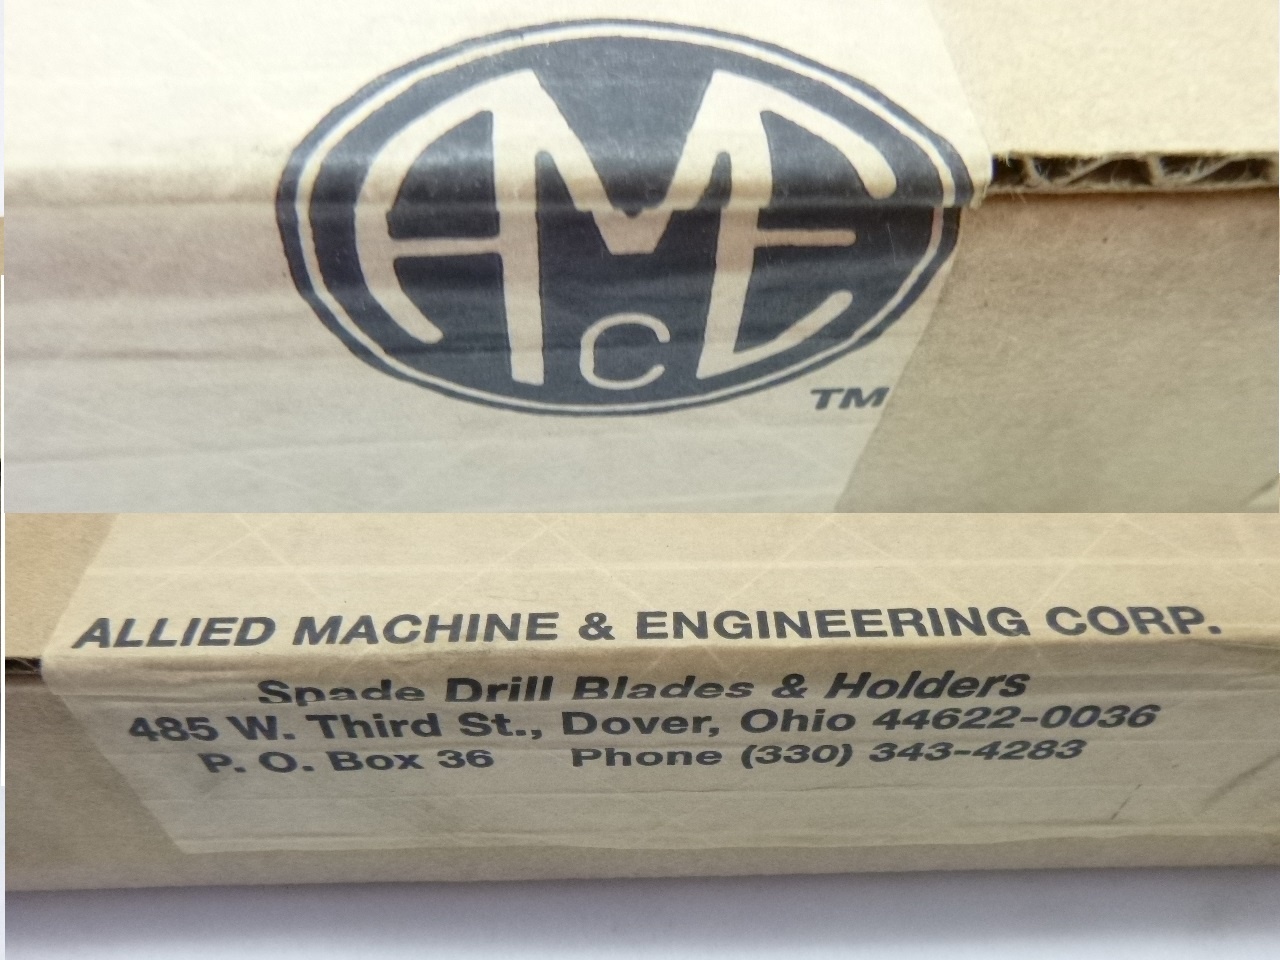 AMEC
TM
ALLIED MACHINE & ENGINEERING CORP.
Spade Drill Blades & Holders
485 W. Third St., Dover, Ohio 44622-0036
P. O. Box 36 Phone (330) 343-4283